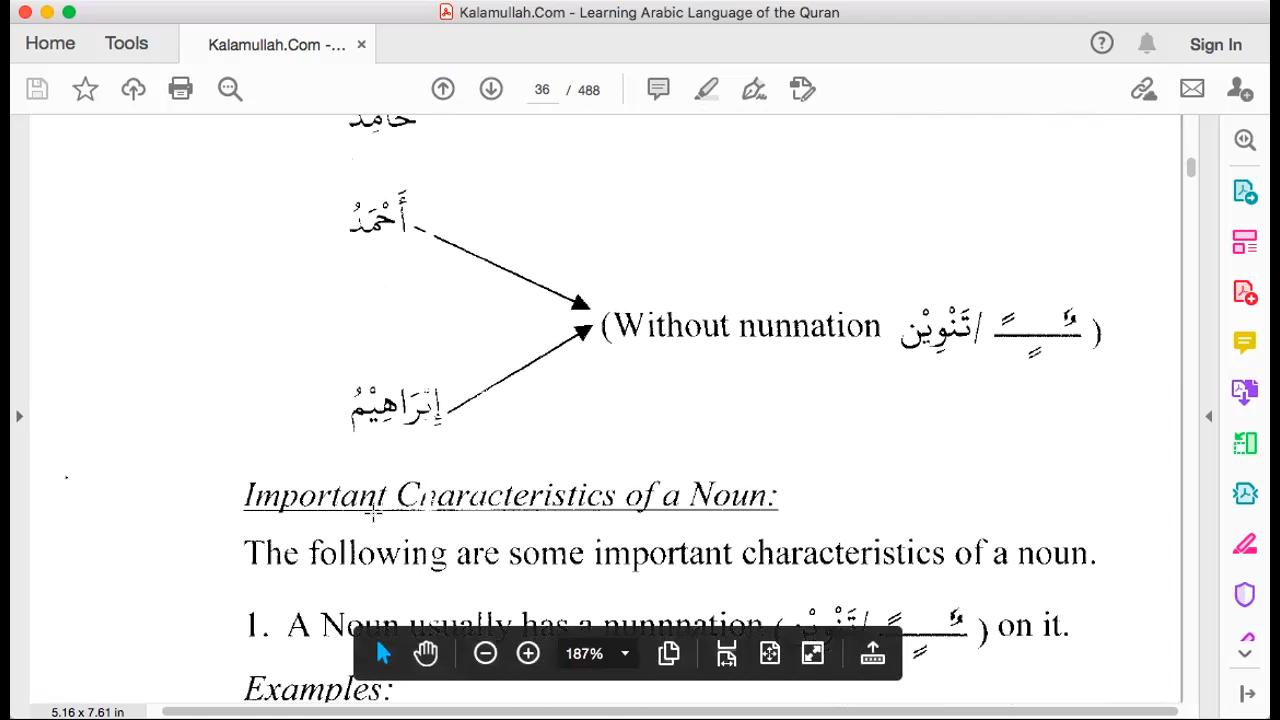 Kalamullah.Com - Learning Arabic Language of the Quran
Home Tools Kalamullah.Com -... × Sign In
36 / 488
حَامِدٌ
أَحْمَدُ
(Without nunnation تَنْوِيْن/ ـًـٍـٌ )
إِبْرَاهِيْمُ
Important Characteristics of a Noun:
The following are some important characteristics of a noun.
1. A Noun usually has a nunnnation (تَنْوِيْن/ ـًـٍـٌ ) on it.
187%
Examples:
5.16 x 7.61 in